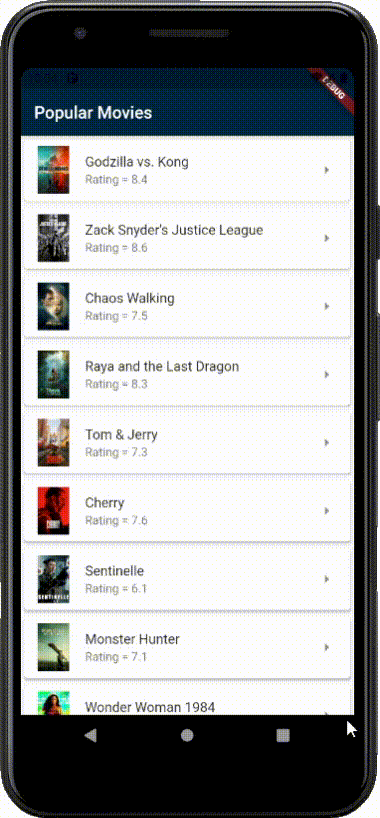 DEBUG
Popular Movies
Godzilla vs. Kong
Rating = 8.4
Zack Snyder's Justice League
Rating = 8.6
Chaos Walking
Rating = 7.5
Raya and the Last Dragon
Rating = 8.3
Tom & Jerry
Rating = 7.3
Cherry
Rating = 7.6
Sentinelle
Rating = 6.1
SENTINELLE
Monster Hunter
Rating = 7.1
Wonder Woman 1984